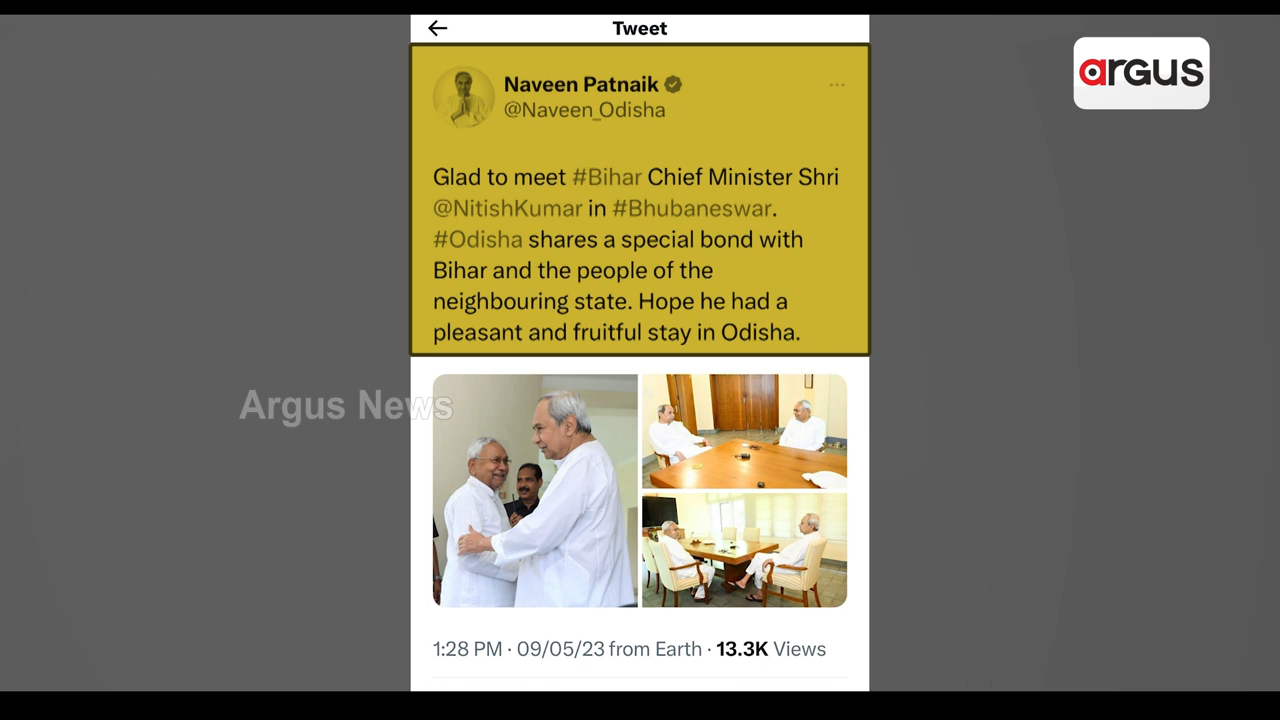 Tweet
argus
Naveen Patnaik
@Naveen_Odisha
Glad to meet #Bihar Chief Minister Shri
@NitishKumar in #Bhubaneswar.
#Odisha shares a special bond with
Bihar and the people of the
neighbouring state. Hope he had a
pleasant and fruitful stay in Odisha.
Argus News
1:28 PM · 09/05/23 from Earth · 13.3K Views